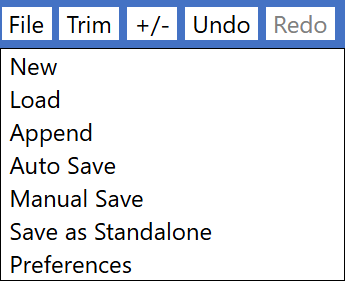 File Trim +/- Undo Redo
New
Load
Append
Auto Save
Manual Save
Save as Standalone
Preferences